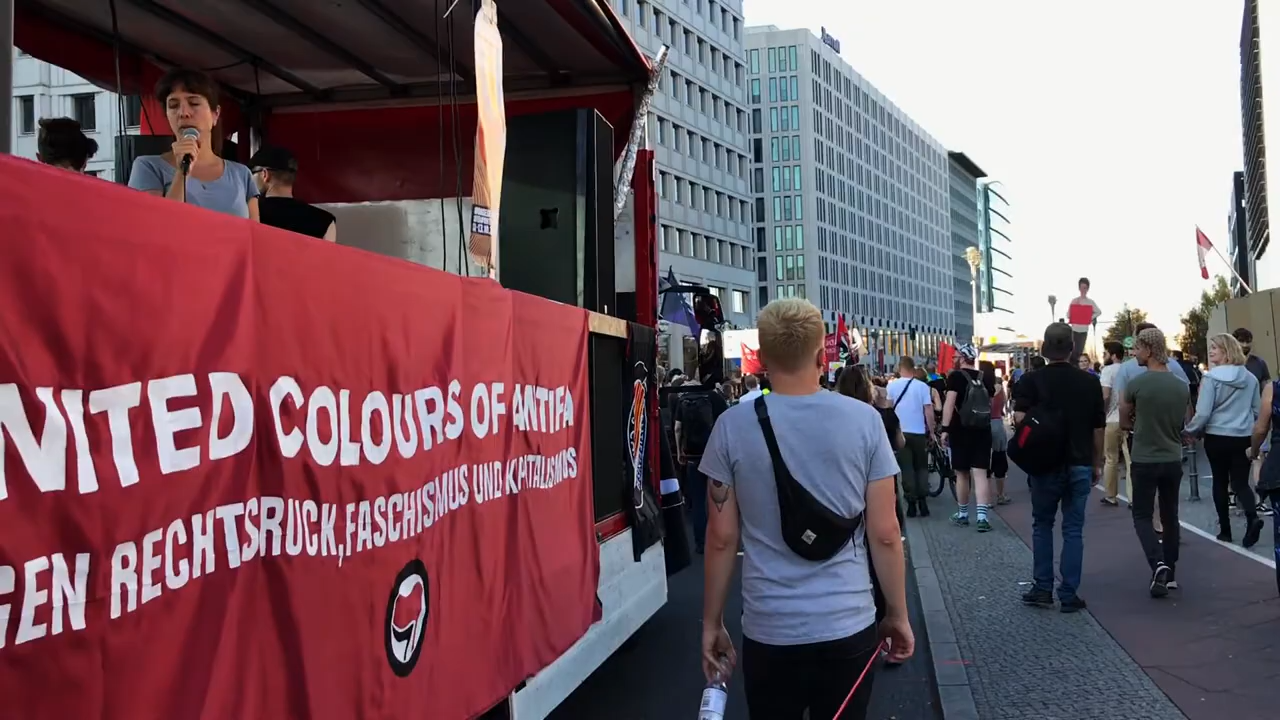 NITED COLOURS OF ANTIFA
GEN RECHTSRUCK, FASCHISMUS UND KAPITALISMUS